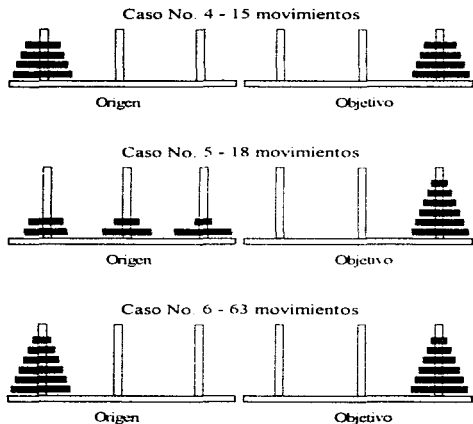 Caso No. 4 - 15 movimientos
Origen Objetivo
Caso No. 5 - 18 movimientos
Origen Objetivo
Caso No. 6 - 63 movimientos
Origen Objetivo